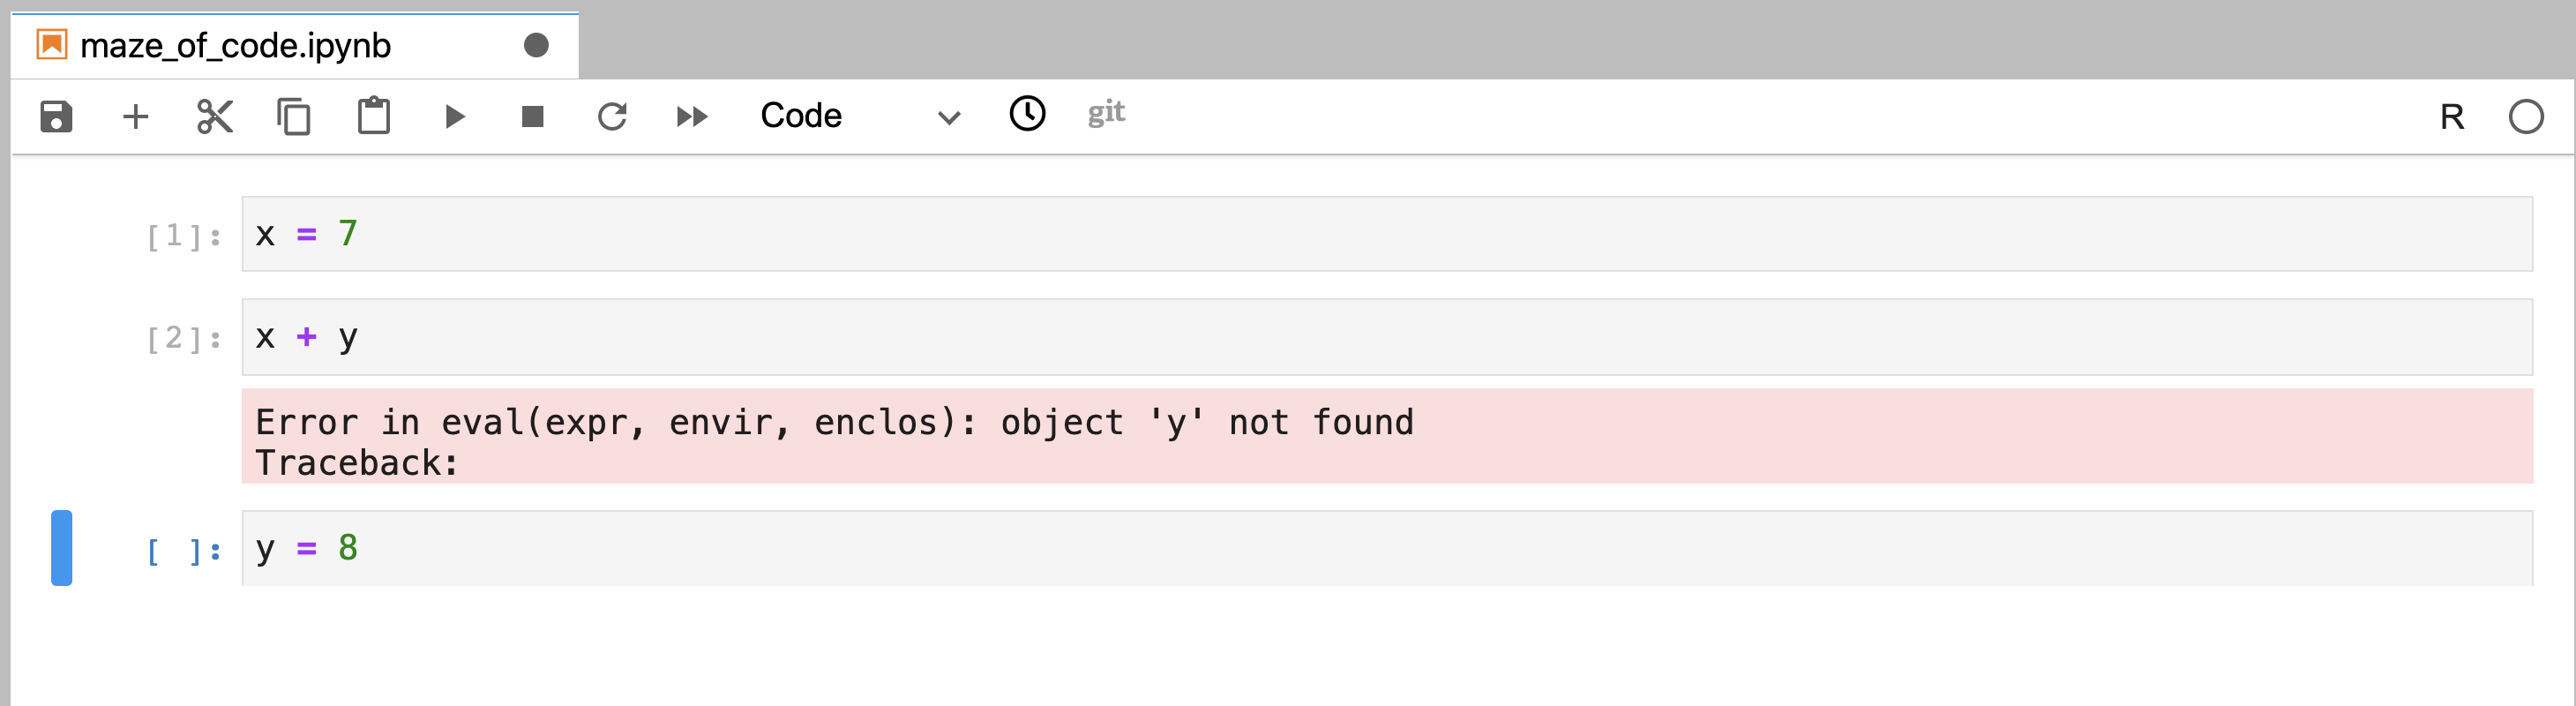 maze_of_code.ipynb
Code git R
[1]: x = 7
[2]: x + y
Error in eval(expr, envir, enclos): object 'y' not found
Traceback:
[ ]: y = 8